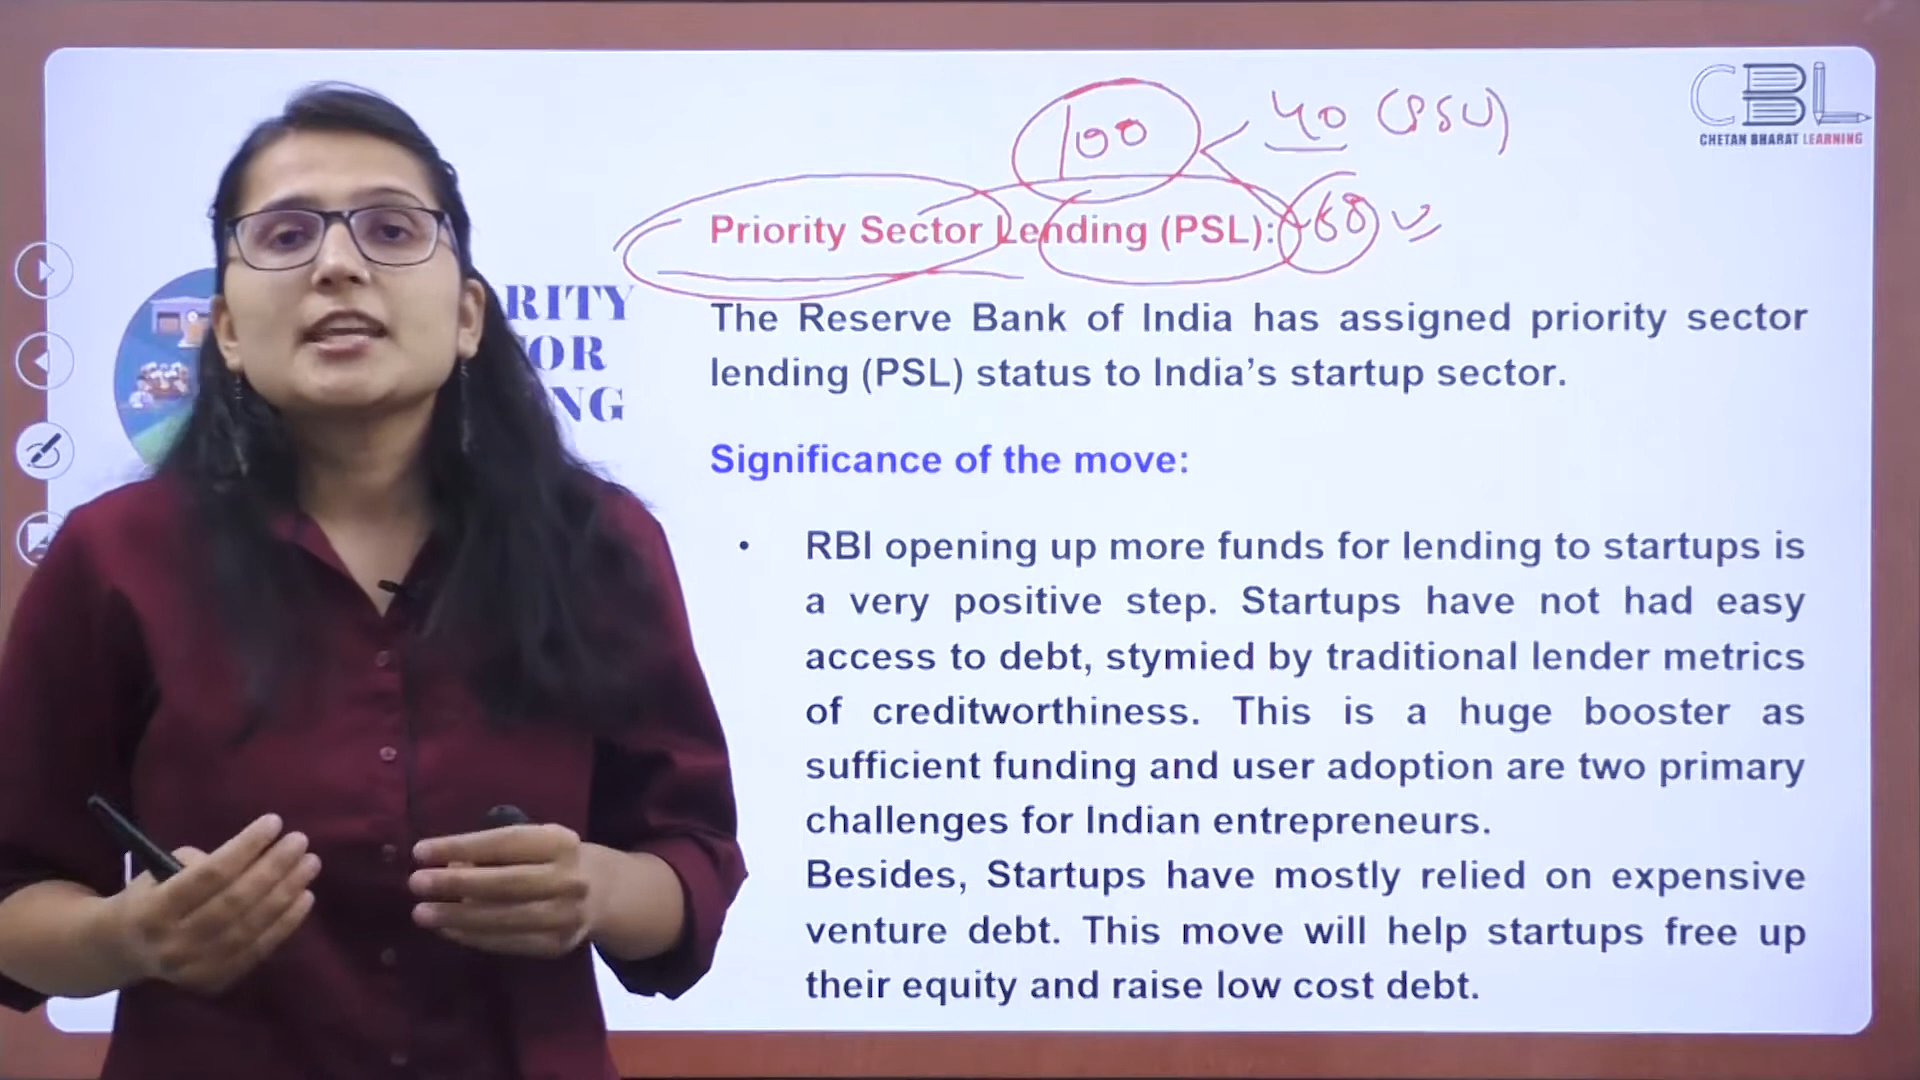 CBL
CHETAN BHARAT LEARNING
100
40 (PSU)
60
Priority Sector Lending (PSL):
RITY
OR
NG
The Reserve Bank of India has assigned priority sector
lending (PSL) status to India’s startup sector.
Significance of the move:
• RBI opening up more funds for lending to startups is
a very positive step. Startups have not had easy
access to debt, stymied by traditional lender metrics
of creditworthiness. This is a huge booster as
sufficient funding and user adoption are two primary
challenges for Indian entrepreneurs.
Besides, Startups have mostly relied on expensive
venture debt. This move will help startups free up
their equity and raise low cost debt.